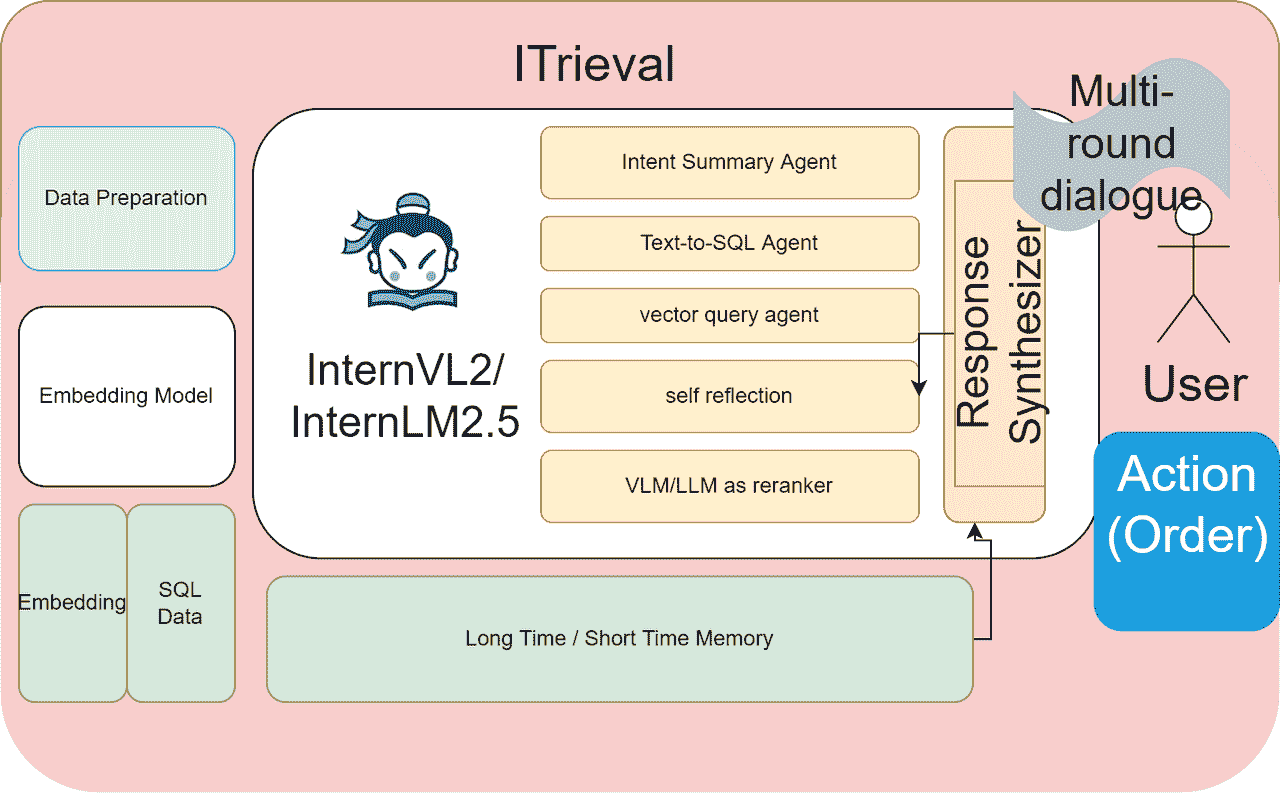 ITrieval
Data Preparation
Embedding Model
Embedding
SQL
Data
InternVL2/
InternLM2.5
Intent Summary Agent
Text-to-SQL Agent
vector query agent
self reflection
VLM/LLM as reranker
Response
Synthesizer
Long Time / Short Time Memory
Multi-
round
dialogue
User
Action
(Order)